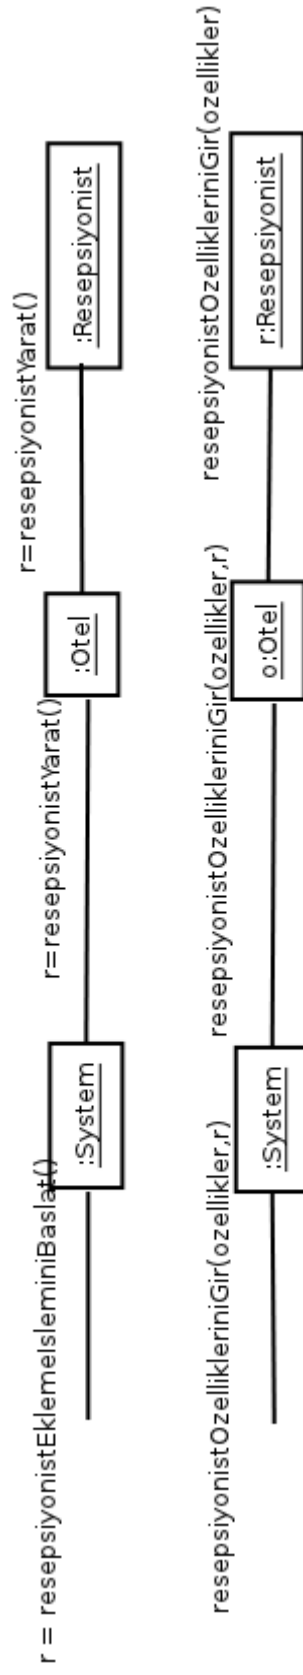 r = resepsiyonistEklemeIsleminiBaslat()
:System
r=resepsiyonistYarat()
:Otel
r=resepsiyonistYarat()
:Resepsiyonist
resepsiyonistOzellikleriniGir(ozellikler,r)
:System
resepsiyonistOzellikleriniGir(ozellikler,r)
o:Otel
resepsiyonistOzellikleriniGir(ozellikler)
r:Resepsiyonist